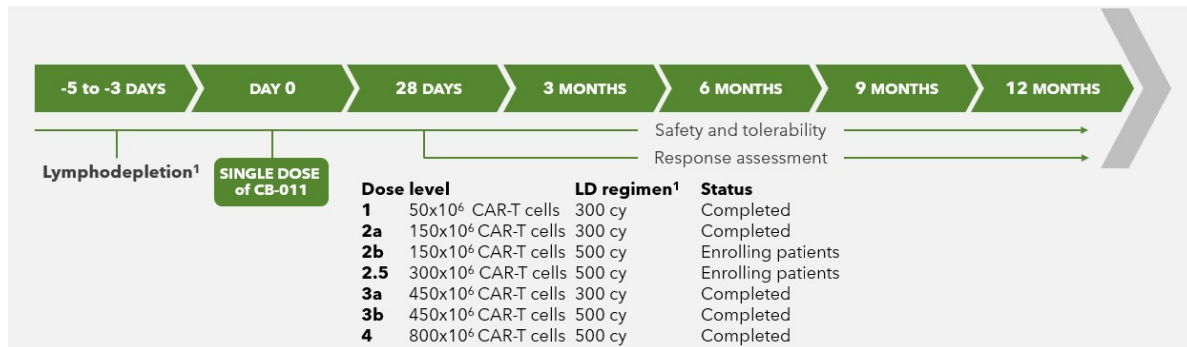 -5 to -3 DAYS
DAY 0
28 DAYS
3 MONTHS
6 MONTHS
9 MONTHS
12 MONTHS
Safety and tolerability
Response assessment
Lymphodepletion¹
SINGLE DOSE
of CB-011
Dose level LD regimen¹ Status
1 50x10⁶ CAR-T cells 300 cy Completed
2a 150x10⁶ CAR-T cells 300 cy Completed
2b 150x10⁶ CAR-T cells 500 cy Enrolling patients
2.5 300x10⁶ CAR-T cells 500 cy Enrolling patients
3a 450x10⁶ CAR-T cells 300 cy Completed
3b 450x10⁶ CAR-T cells 500 cy Completed
4 800x10⁶ CAR-T cells 500 cy Completed